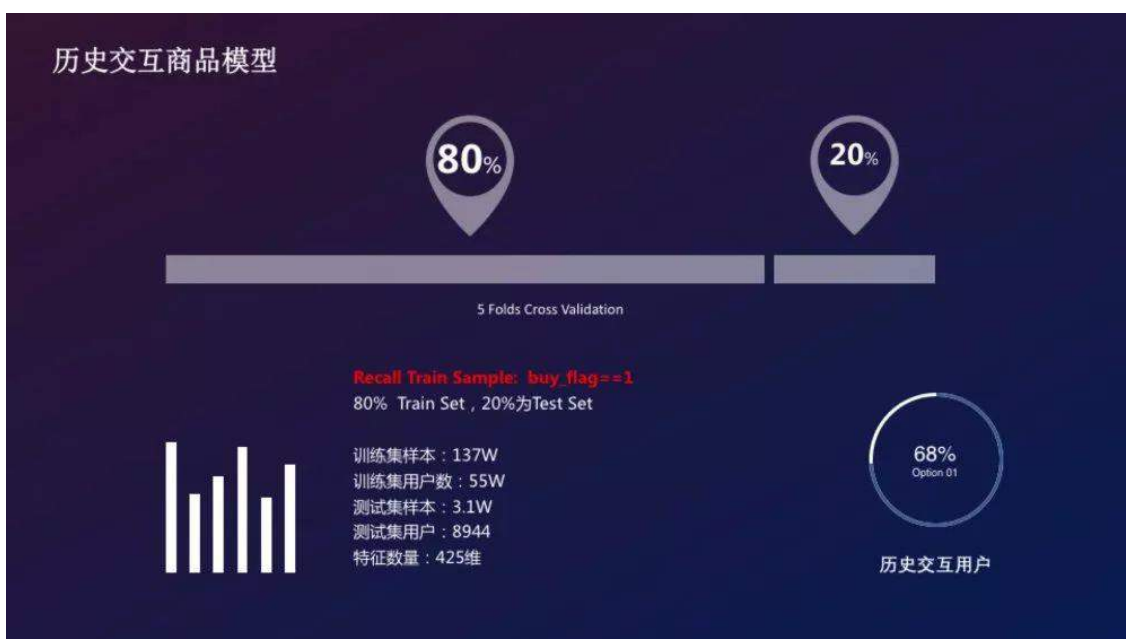 历史交互商品模型
80%
20%
5 Folds Cross Validation
Recall Train Sample: buy_flag==1
80% Train Set，20%为Test Set
训练集样本：137W
训练集用户数：55W
测试集样本：3.1W
测试集用户：8944
特征数量：425维
68%
Option 01
历史交互用户